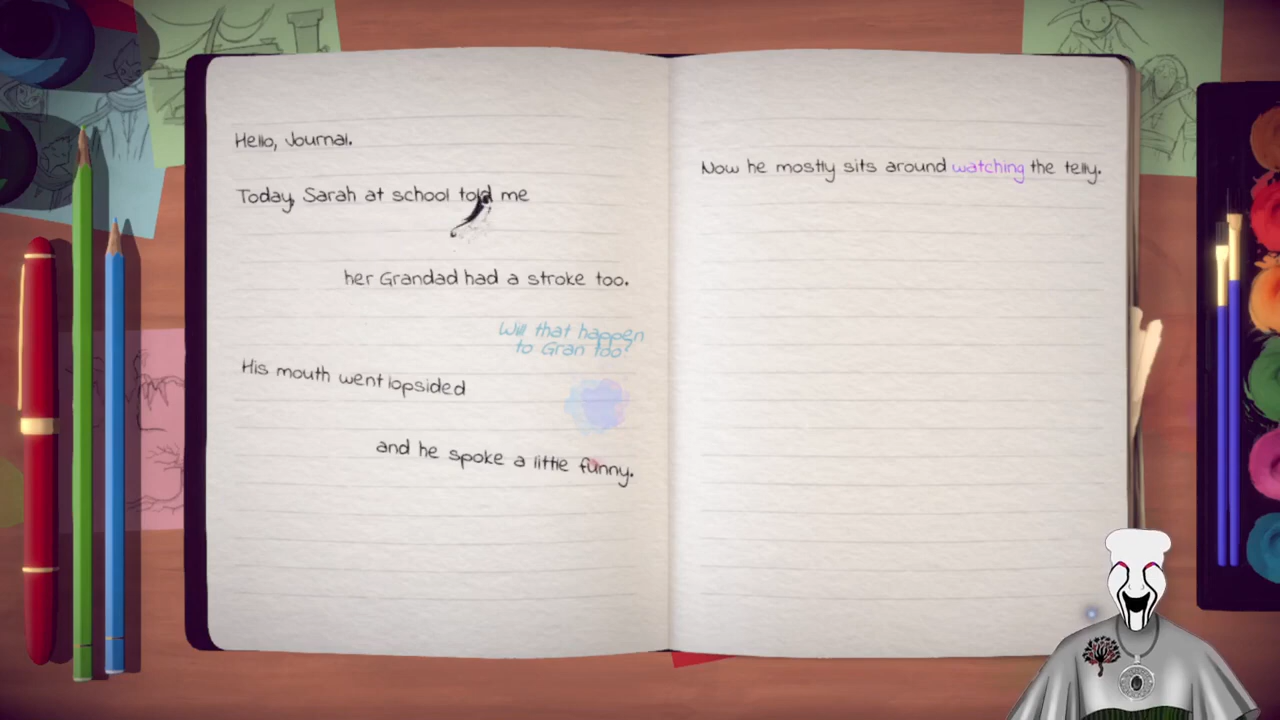 Hello, Journal.
Today, Sarah at school told me
her Grandad had a stroke too.
Will that happen
to Gran too?
His mouth went lopsided
and he spoke a little funny.
Now he mostly sits around watching the telly.